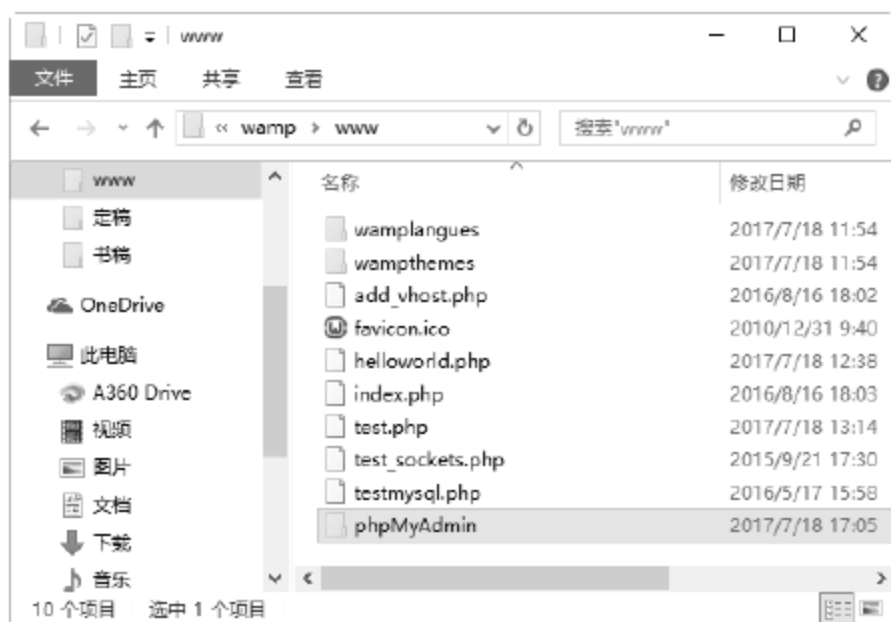 www
文件 主页 共享 查看
« wamp > www 搜索"www"
www
定稿
书稿
OneDrive
此电脑
A360 Drive
视频
图片
文档
下载
音乐
名称 修改日期
wamplangues 2017/7/18 11:54
wampthemes 2017/7/18 11:54
add_vhost.php 2016/8/16 18:02
favicon.ico 2010/12/31 9:40
helloworld.php 2017/7/18 12:38
index.php 2016/8/16 18:03
test.php 2017/7/18 13:14
test_sockets.php 2015/9/21 17:30
testmysql.php 2016/5/17 15:58
phpMyAdmin 2017/7/18 17:05
10 个项目 选中 1 个项目